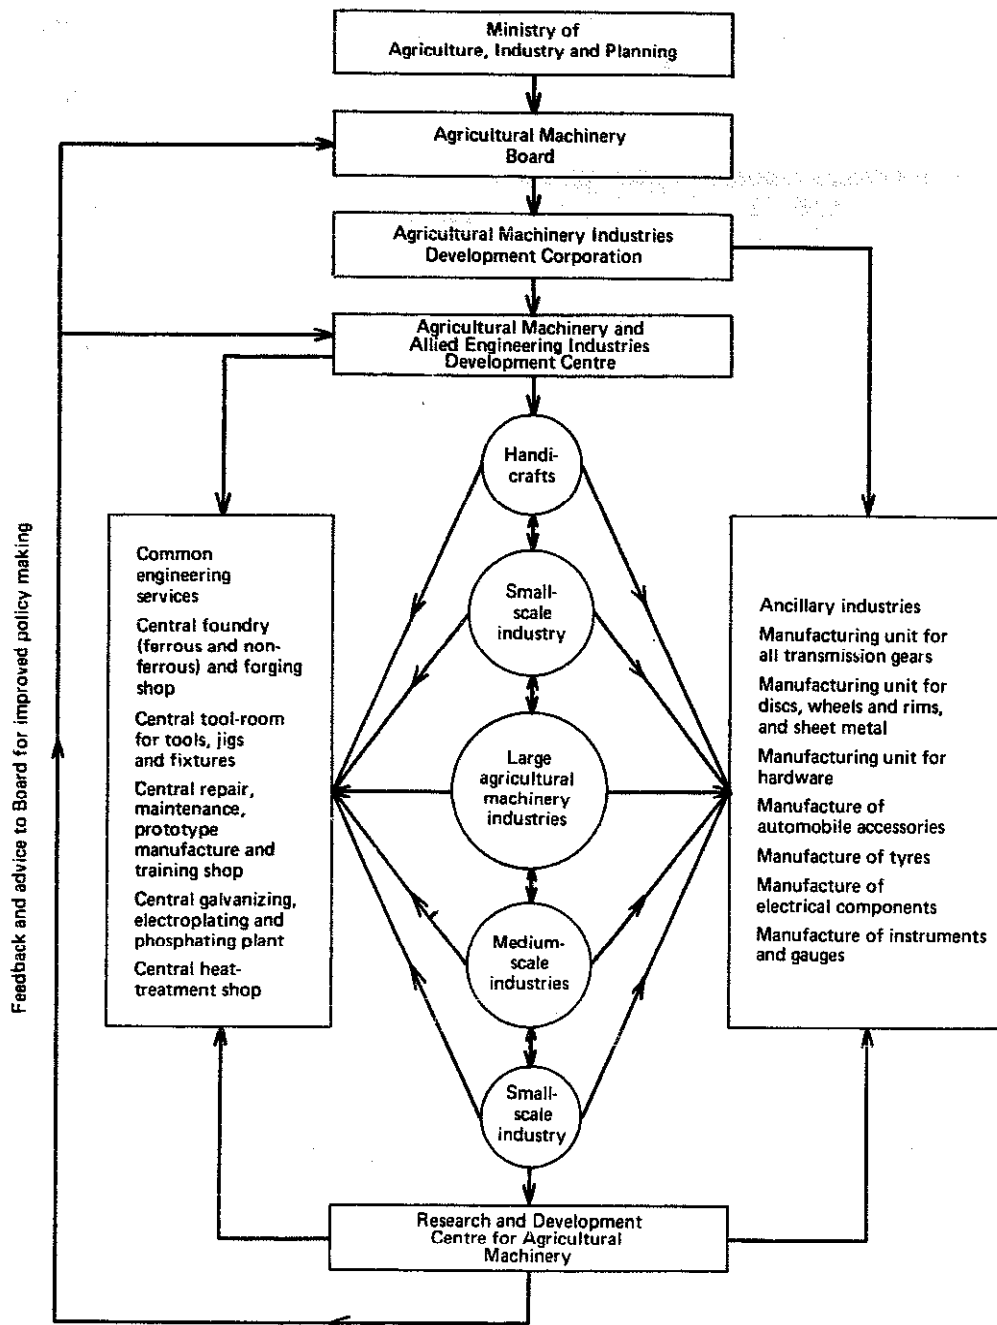 Ministry of
Agriculture, Industry and Planning
Agricultural Machinery
Board
Agricultural Machinery Industries
Development Corporation
Agricultural Machinery and
Allied Engineering Industries
Development Centre
Handi-
crafts
Small-
scale
industry
Large
agricultural
machinery
industries
Medium-
scale
industries
Small-
scale
industry
Common
engineering
services
Central foundry
(ferrous and non-
ferrous) and forging
shop
Central tool-room
for tools, jigs
and fixtures
Central repair,
maintenance,
prototype
manufacture and
training shop
Central galvanizing,
electroplating and
phosphating plant
Central heat-
treatment shop
Ancillary industries
Manufacturing unit for
all transmission gears
Manufacturing unit for
discs, wheels and rims,
and sheet metal
Manufacturing unit for
hardware
Manufacture of
automobile accessories
Manufacture of tyres
Manufacture of
electrical components
Manufacture of instruments
and gauges
Research and Development
Centre for Agricultural
Machinery
Feedback and advice to Board for improved policy making